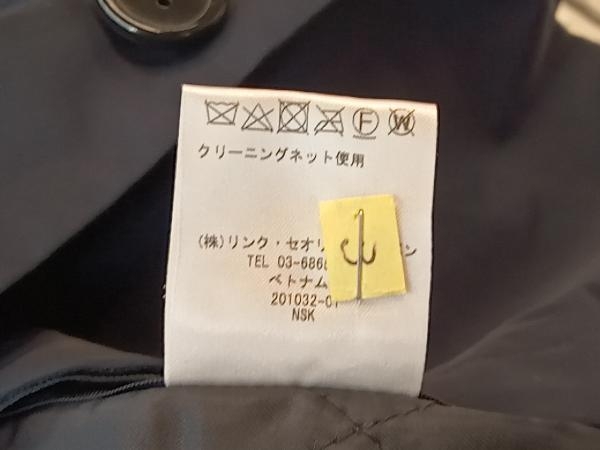 F W
クリーニングネット使用
(株)リンク・セオリ
TEL 03-686
ベトナム
201032-0
NSK